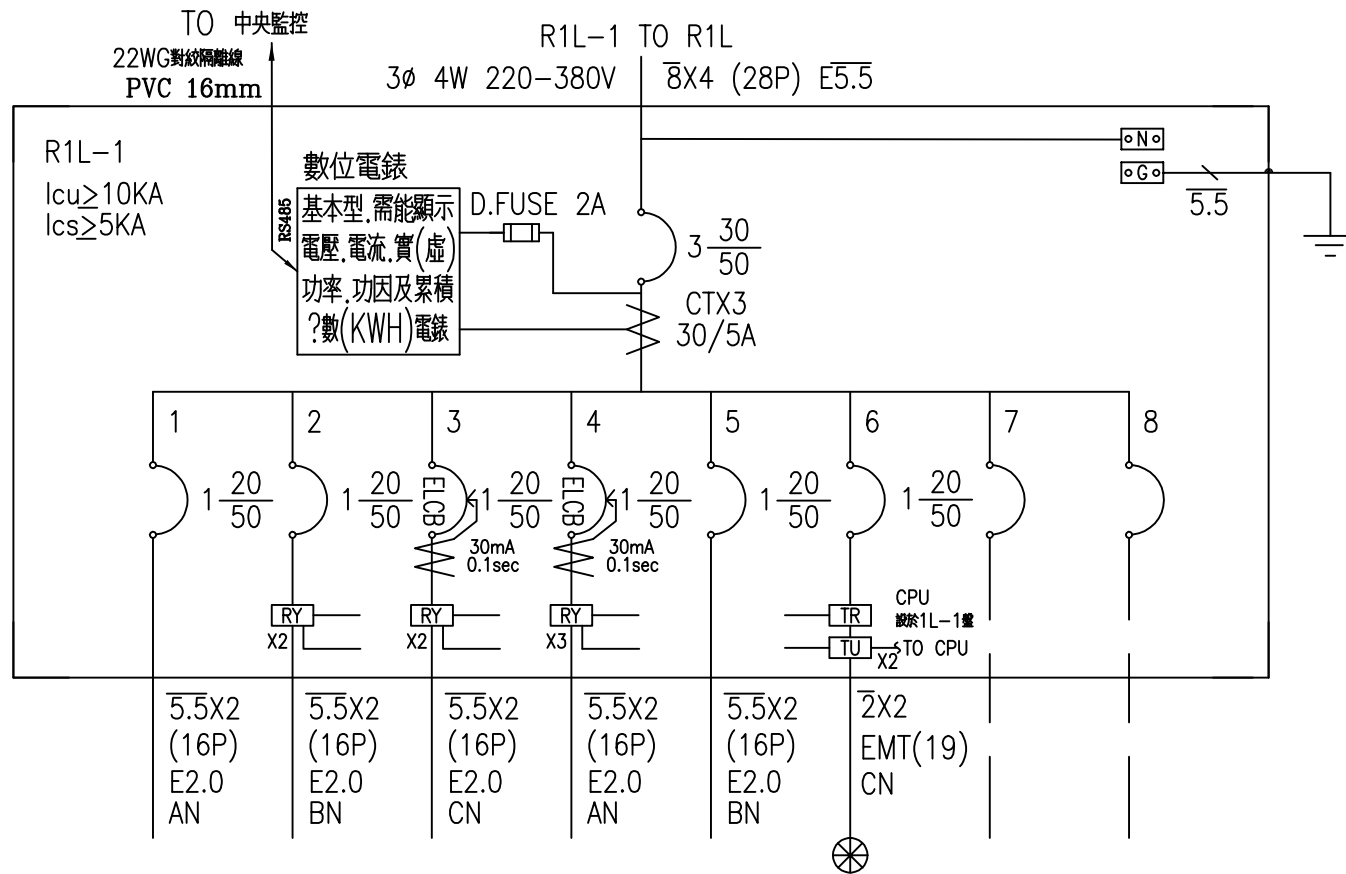 TO 中央監控
22WG對絞隔離線
PVC 16mm
R1L-1 TO R1L
3ø 4W 220-380V 8X4 (28P) E5.5
R1L-1
Icu≥10KA
Ics≥5KA
N
G
5.5
數位電錶
RS485
基本型.需能顯示
電壓.電流.實(虛)
功率.功因及累積
?數(KWH)電錶
D.FUSE 2A
3 30/50
CTX3
30/5A
1 2 3 4 5 6 7 8
1 20/50
1 20/50
ELCB
1 20/50
ELCB
1 20/50
1 20/50
1 20/50
30mA
0.1sec
30mA
0.1sec
RY
X2
RY
X2
RY
X3
TR
TU
X2
CPU
設於1L-1盤
TO CPU
5.5X2
(16P)
E2.0
AN
5.5X2
(16P)
E2.0
BN
5.5X2
(16P)
E2.0
CN
5.5X2
(16P)
E2.0
AN
5.5X2
(16P)
E2.0
BN
2X2
EMT(19)
CN